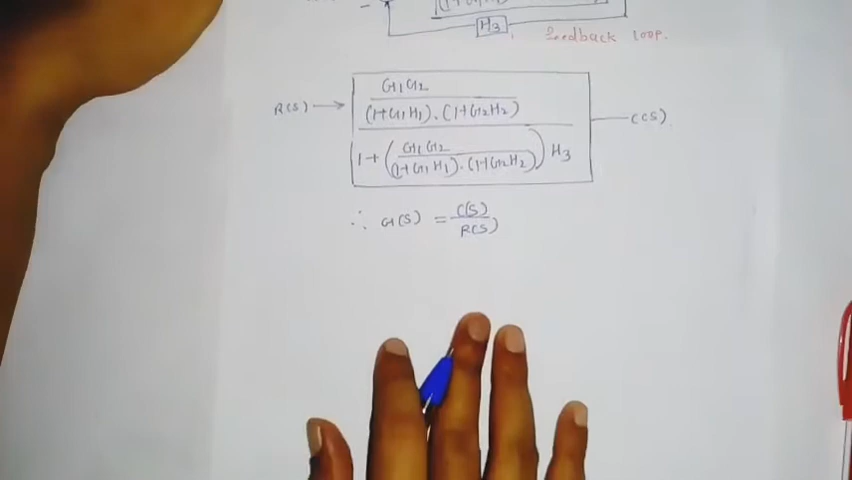 H3
feedback loop.
G1G2
R(S) → (1+G1H1).(1+G2H2) C(S)
1+ ( G1G2 / (1+G1H1).(1+G2H2) ) H3
∴ G(S) = C(S)
R(S)